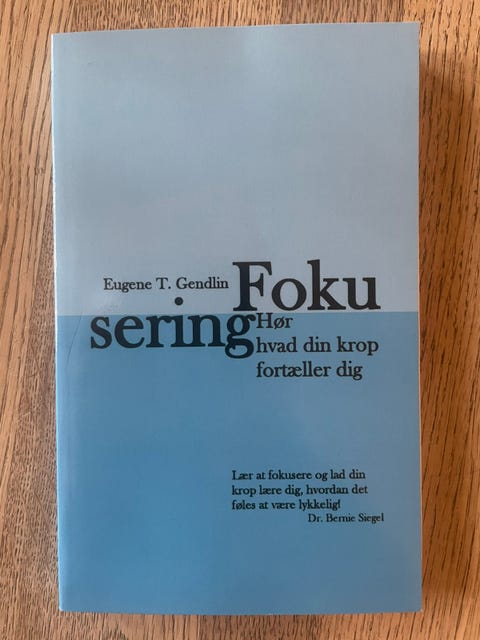 Eugene T. Gendlin
Foku
sering
Hør
hvad din krop
fortæller dig
Lær at fokusere og lad din
krop lære dig, hvordan det
føles at være lykkelig!
Dr. Bernie Siegel